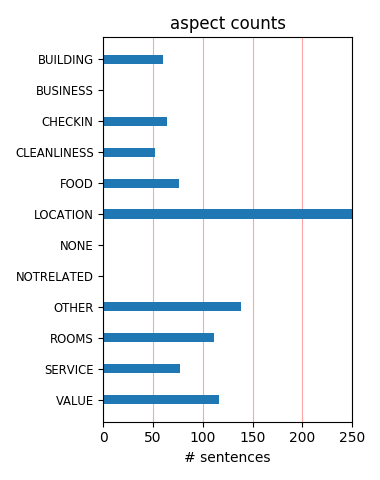 aspect counts
BUILDING
BUSINESS
CHECKIN
CLEANLINESS
FOOD
LOCATION
NONE
NOTRELATED
OTHER
ROOMS
SERVICE
VALUE
0 50 100 150 200 250
# sentences